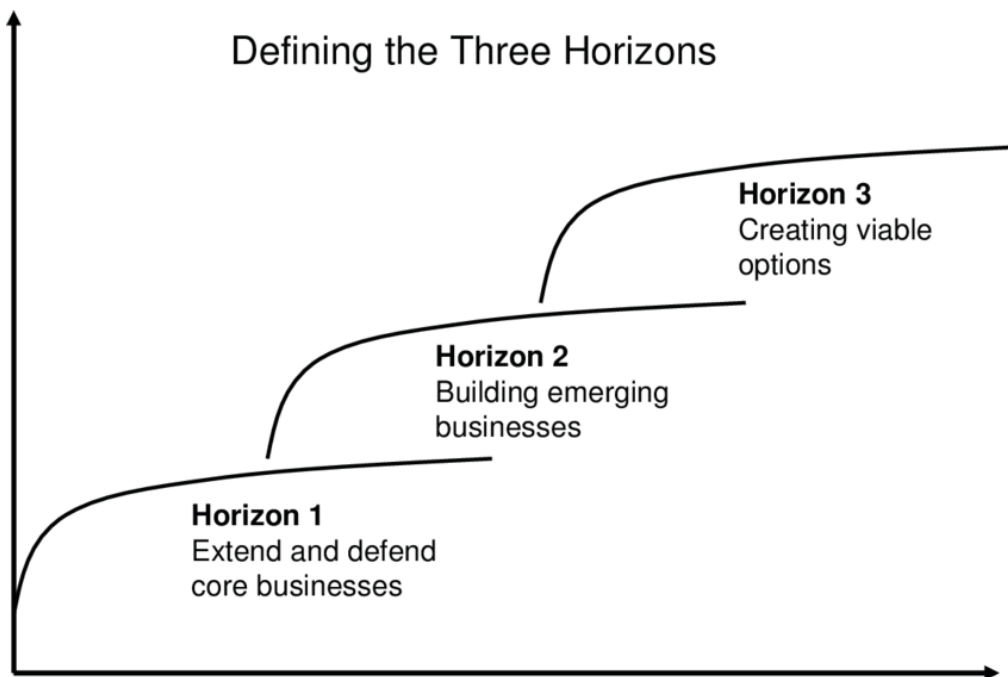 Defining the Three Horizons
Horizon 3
Creating viable
options
Horizon 2
Building emerging
businesses
Horizon 1
Extend and defend
core businesses